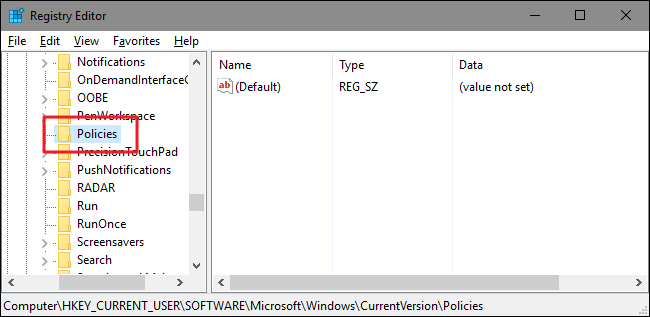 Registry Editor
File Edit View Favorites Help
Notifications
OnDemandInterfaceC
OOBE
PenWorkspace
Policies
PrecisionTouchPad
PushNotifications
RADAR
Run
RunOnce
Screensavers
Search
Name Type Data
ab (Default) REG_SZ (value not set)
Computer\HKEY_CURRENT_USER\SOFTWARE\Microsoft\Windows\CurrentVersion\Policies